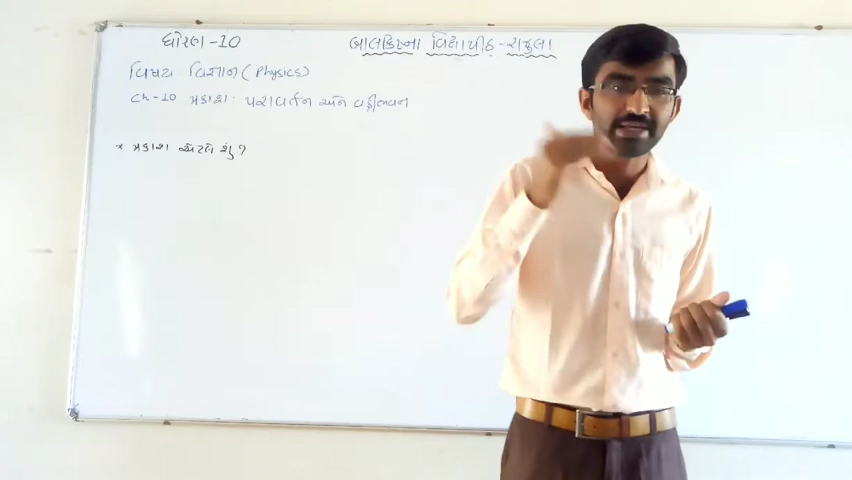 ધોરણ-10
બાલકિષ્ના વિદ્યાપીઠ - રાજુલા
વિષય વિજ્ઞાન (Physics)
Ch-10 પ્રકાશ: પરાવર્તન અને વક્રીભવન
* પ્રકાશ એટલે શું?